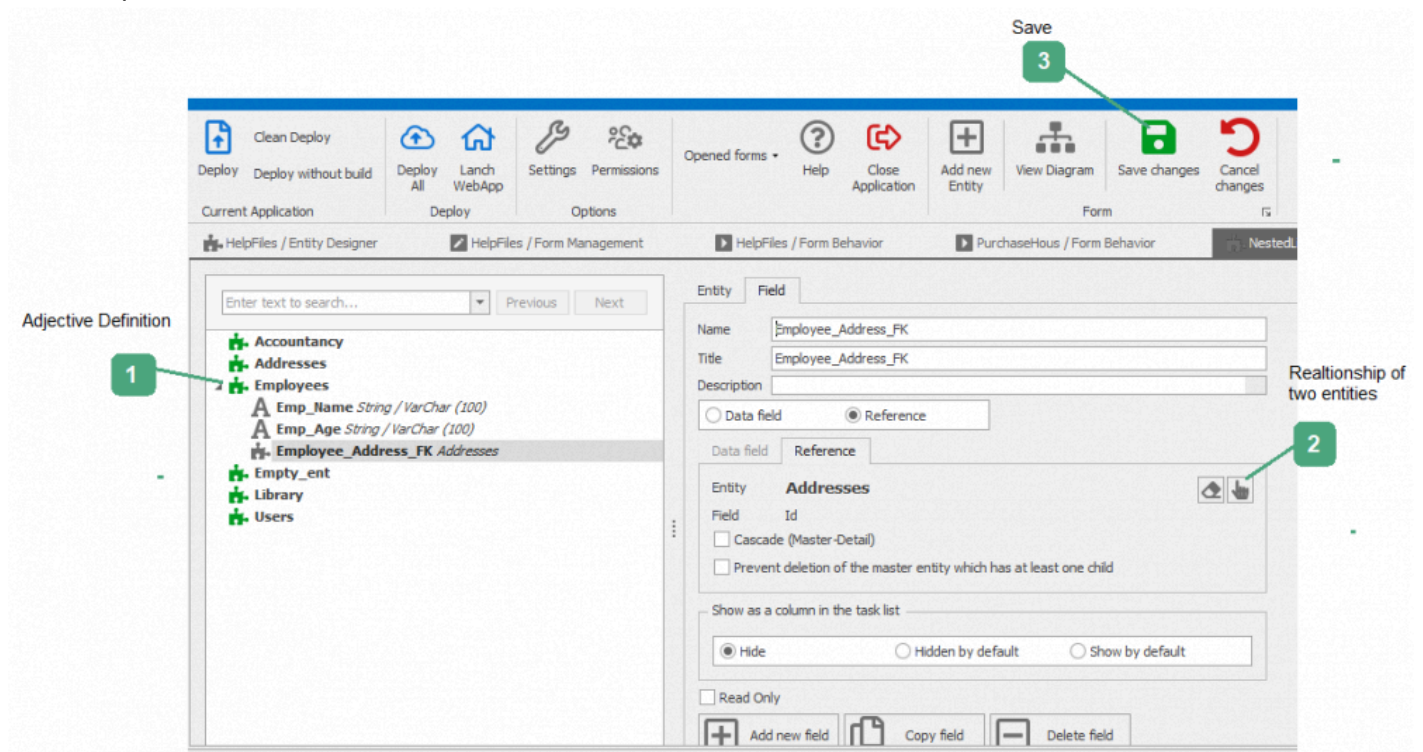 Save
3
Clean Deploy
Deploy
Deploy without build
Deploy All
Lanch WebApp
Settings
Permissions
Opened forms
Help
Close Application
Add new Entity
View Diagram
Save changes
Cancel changes
Current Application
Deploy
Options
Form
HelpFiles / Entity Designer
HelpFiles / Form Management
HelpFiles / Form Behavior
PurchaseHous / Form Behavior
NestedL
Enter text to search...
Previous
Next
Adjective Definition
1
Accountancy
Addresses
Employees
Emp_Name String / VarChar (100)
Emp_Age String / VarChar (100)
Employee_Address_FK Addresses
Empty_ent
Library
Users
Entity Field
Name Employee_Address_FK
Title Employee_Address_FK
Description
Data field Reference
Data field Reference
Entity Addresses
Field Id
Cascade (Master-Detail)
Prevent deletion of the master entity which has at least one child
Realtionship of
two entities
2
Show as a column in the task list
Hide Hidden by default Show by default
Read Only
Add new field Copy field Delete field